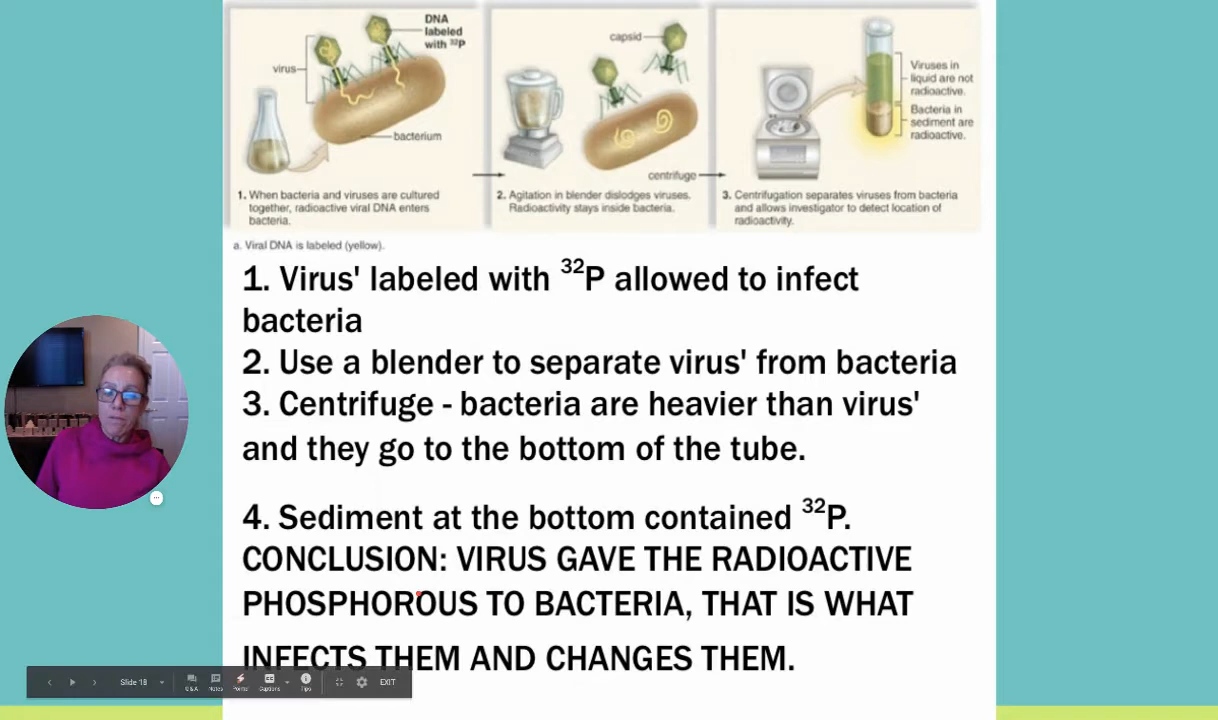 DNA
labeled
with ³²P
virus
bacterium
1. When bacteria and viruses are cultured
together, radioactive viral DNA enters
bacteria.
capsid
centrifuge
2. Agitation in blender dislodges viruses.
Radioactivity stays inside bacteria.
Viruses in
liquid are not
radioactive.
Bacteria in
sediment are
radioactive.
3. Centrifugation separates viruses from bacteria
and allows investigator to detect location of
radioactivity.
a. Viral DNA is labeled (yellow).
1. Virus' labeled with ³²P allowed to infect
bacteria
2. Use a blender to separate virus' from bacteria
3. Centrifuge - bacteria are heavier than virus'
and they go to the bottom of the tube.
4. Sediment at the bottom contained ³²P.
CONCLUSION: VIRUS GAVE THE RADIOACTIVE
PHOSPHOROUS TO BACTERIA, THAT IS WHAT
INFECTS THEM AND CHANGES THEM.
Slide 18
Q&A
Notes
Pointer
Captions
Tips
EXIT